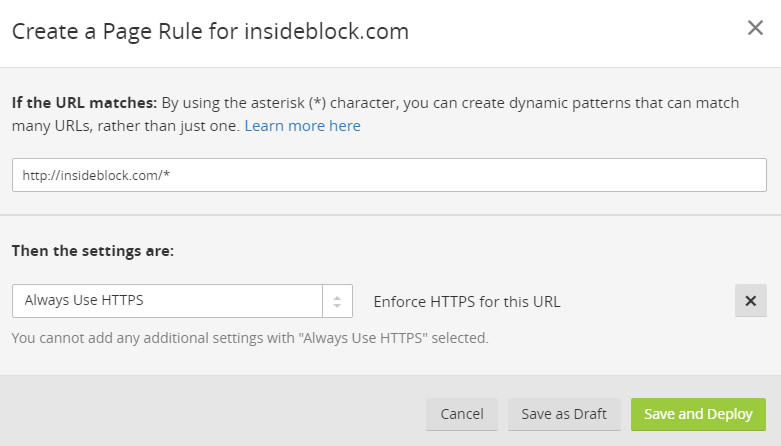 Create a Page Rule for insideblock.com
If the URL matches: By using the asterisk (*) character, you can create dynamic patterns that can match
many URLs, rather than just one. Learn more here
http://insideblock.com/*
Then the settings are:
Always Use HTTPS
Enforce HTTPS for this URL
You cannot add any additional settings with "Always Use HTTPS" selected.
Cancel
Save as Draft
Save and Deploy